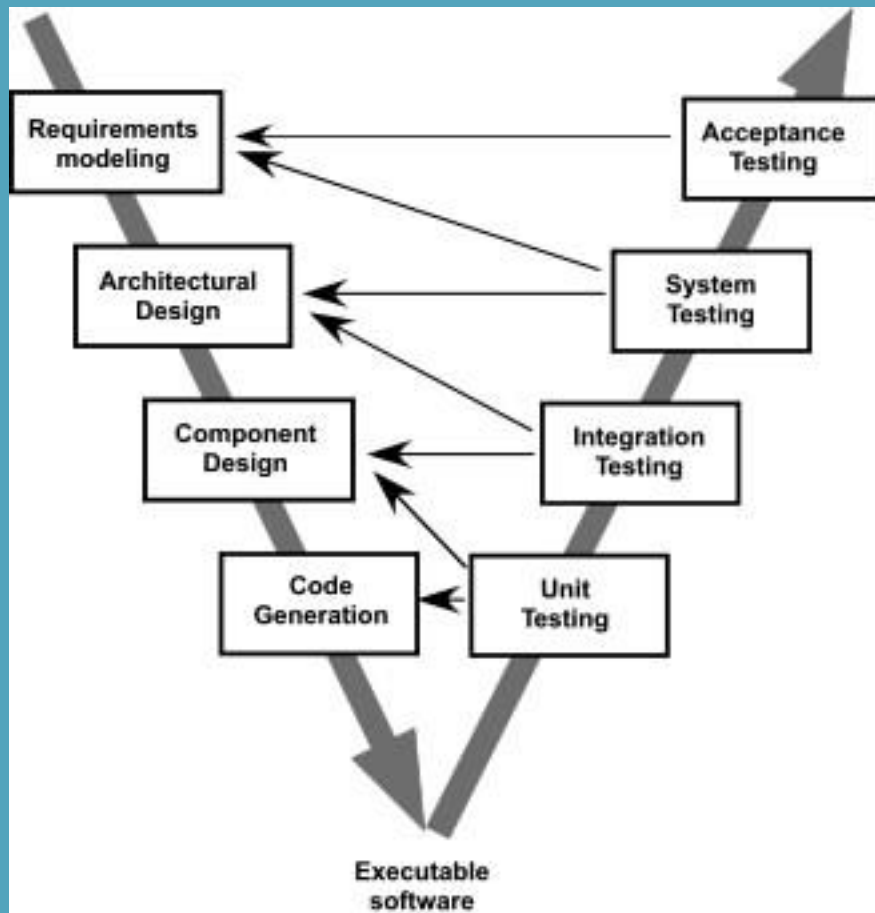 Requirements
modeling
Acceptance
Testing
Architectural
Design
System
Testing
Component
Design
Integration
Testing
Code
Generation
Unit
Testing
Executable
software